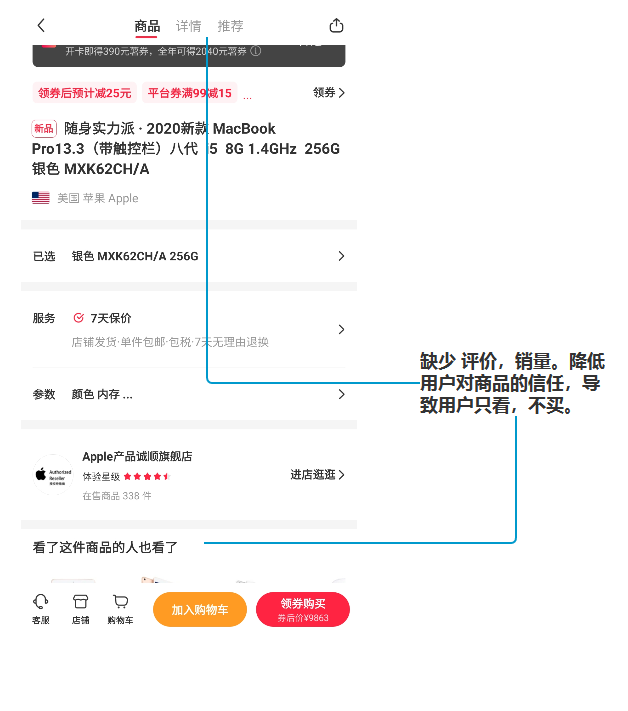 商品 详情 推荐
开卡即得390元薯券，全年可得2040元薯券
领券后预计减25元 平台券满99减15 ... 领券
新品 随身实力派 · 2020新款 MacBook
Pro13.3（带触控栏）八代 i5 8G 1.4GHz 256G
银色 MXK62CH/A
美国 苹果 Apple
已选 银色 MXK62CH/A 256G
服务 7天保价
店铺发货·单件包邮·包税·7天无理由退换
缺少 评价，销量。降低
用户对商品的信任，导
致用户只看，不买。
参数 颜色 内存 ...
Apple产品诚顺旗舰店
Authorized
Reseller
体验星级
进店逛逛
在售商品 338 件
看了这件商品的人也看了
客服 店铺 购物车 加入购物车 领券购买
券后价¥9863